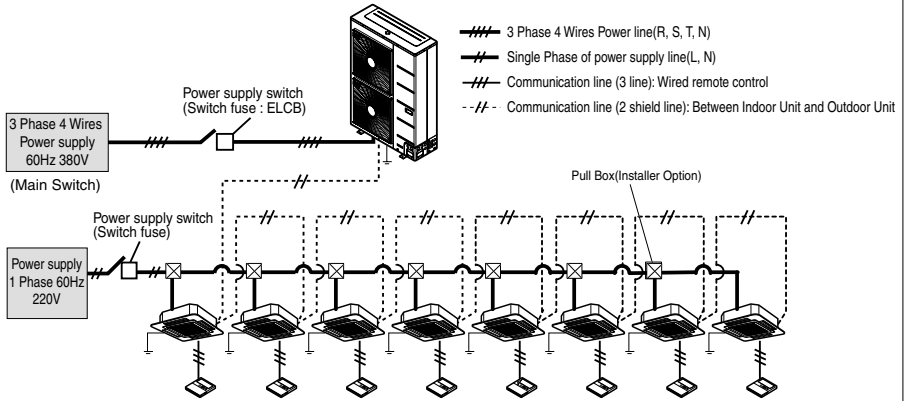 3 Phase 4 Wires Power line(R, S, T, N)
Single Phase of power supply line(L, N)
Communication line (3 line): Wired remote control
Communication line (2 shield line): Between Indoor Unit and Outdoor Unit
Power supply switch
(Switch fuse : ELCB)
3 Phase 4 Wires
Power supply
60Hz 380V
(Main Switch)
Pull Box(Installer Option)
Power supply switch
(Switch fuse)
Power supply
1 Phase 60Hz
220V